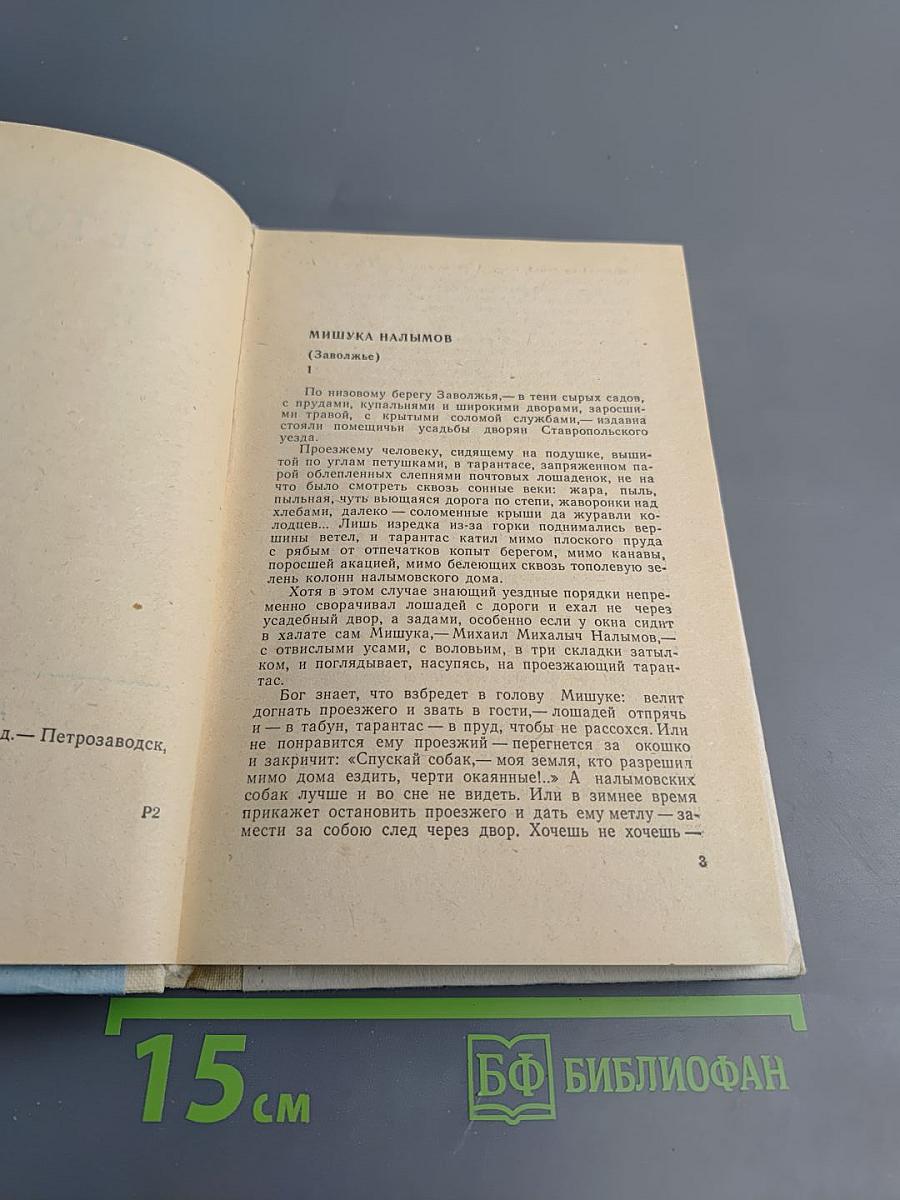 д.— Петрозаводск,
Р2
МИШУКА НАЛЫМОВ
(Заволжье)
1
По низовому берегу Заволжья,— в тени сырых садов,
с прудами, купальнями и широкими дворами, заросши-
ми травой, с крытыми соломой службами,— издавна
стояли помещичьи усадьбы дворян Ставропольского
уезда.
Проезжему человеку, сидящему на подушке, выши-
той по углам петушками, в тарантасе, запряженном па-
рой облепленных слепнями почтовых лошаденок, не на
что было смотреть сквозь сонные веки: жара, пыль,
пыльная, чуть вьющаяся дорога по степи, жаворонки над
хлебами, далеко — соломенные крыши да журавли ко-
лодцев... Лишь изредка из-за горки поднимались вер-
шины ветел, и тарантас катил мимо плоского пруда
с рябым от отпечатков копыт берегом, мимо канавы,
поросшей акацией, мимо белеющих сквозь тополевую зе-
лень колонн налымовского дома.
Хотя в этом случае знающий уездные порядки непре-
менно сворачивал лошадей с дороги и ехал не через
усадебный двор, а задами, особенно если у окна сидит
в халате сам Мишука,— Михаил Михалыч Налымов,—
с отвислыми усами, с воловьим, в три складки затыл-
ком, и поглядывает, насупясь, на проезжающий таран-
тас.
Бог знает, что взбредет в голову Мишуке: велит
догнать проезжего и звать в гости,— лошадей отпрячь
и — в табун, тарантас — в пруд, чтобы не рассохся. Или
не понравится ему проезжий — перегнется за окошко
и закричит: «Спускай собак,— моя земля, кто разрешил
мимо дома ездить, черти окаянные!..» А налымовских
собак лучше и во сне не видеть. Или в зимнее время
прикажет остановить проезжего и дать ему метлу — за-
мести за собою след через двор. Хочешь не хочешь —
3
15 см
БФ БИБЛИОФАН